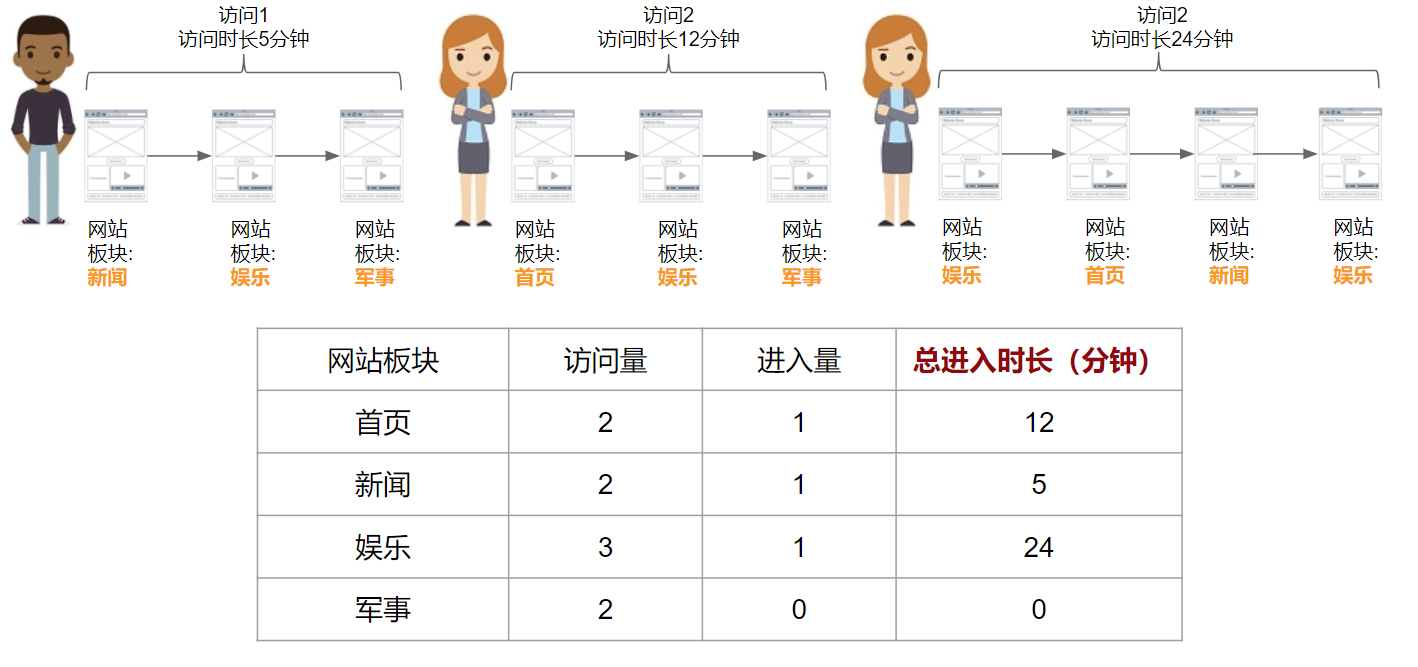 访问1
访问时长5分钟
访问2
访问时长12分钟
访问2
访问时长24分钟
网站
板块:
新闻
网站
板块:
娱乐
网站
板块:
军事
网站
板块:
首页
网站
板块:
娱乐
网站
板块:
军事
网站
板块:
娱乐
网站
板块:
首页
网站
板块:
新闻
网站
板块:
娱乐
网站板块 访问量 进入量 总进入时长（分钟）
首页 2 1 12
新闻 2 1 5
娱乐 3 1 24
军事 2 0 0